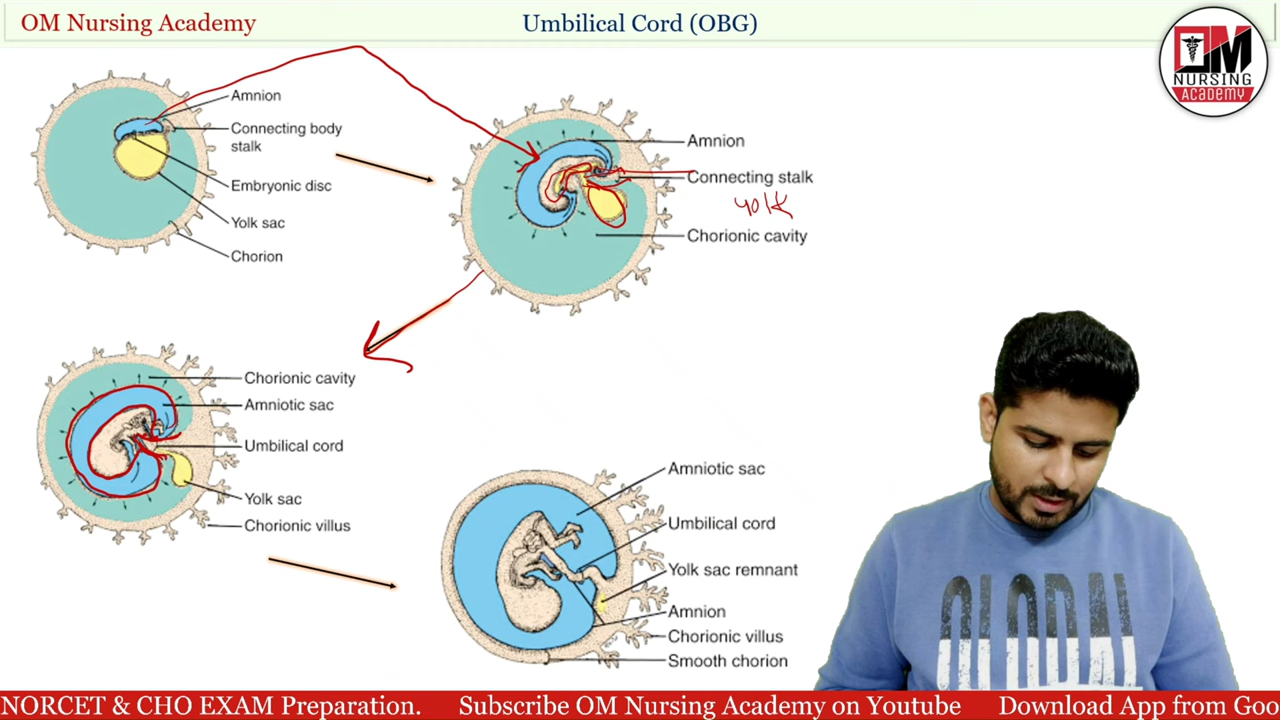 OM Nursing Academy
Umbilical Cord (OBG)
OM
NURSING
ACADEMY
Amnion
Connecting body
stalk
Embryonic disc
Yolk sac
Chorion
Amnion
Connecting stalk
yolk
Chorionic cavity
Chorionic cavity
Amniotic sac
Umbilical cord
Yolk sac
Chorionic villus
Amniotic sac
Umbilical cord
Yolk sac remnant
Amnion
Chorionic villus
Smooth chorion
GLOBAL
NORCET & CHO EXAM Preparation. Subscribe OM Nursing Academy on Youtube Download App from Goo